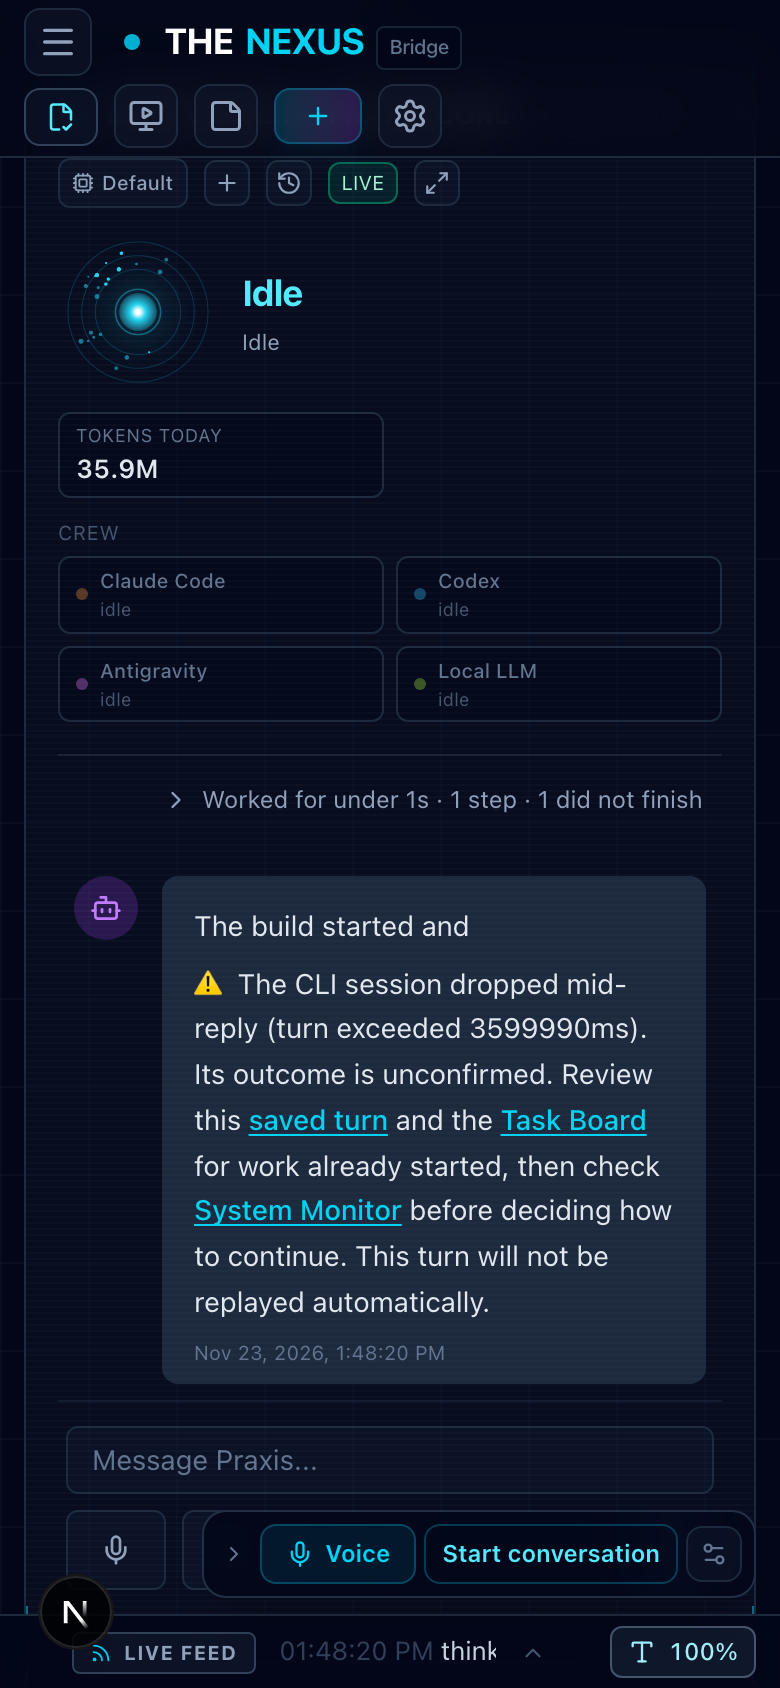 THE NEXUS
Bridge
Default
LIVE
Idle
Idle
TOKENS TODAY
35.9M
CREW
Claude Code
idle
Codex
idle
Antigravity
idle
Local LLM
idle
Worked for under 1s · 1 step · 1 did not finish
The build started and
⚠️ The CLI session dropped mid-
reply (turn exceeded 3599990ms).
Its outcome is unconfirmed. Review
this saved turn and the Task Board
for work already started, then check
System Monitor before deciding how
to continue. This turn will not be
replayed automatically.
Nov 23, 2026, 1:48:20 PM
Message Praxis...
Voice
Start conversation
N
LIVE FEED
01:48:20 PM think
100%